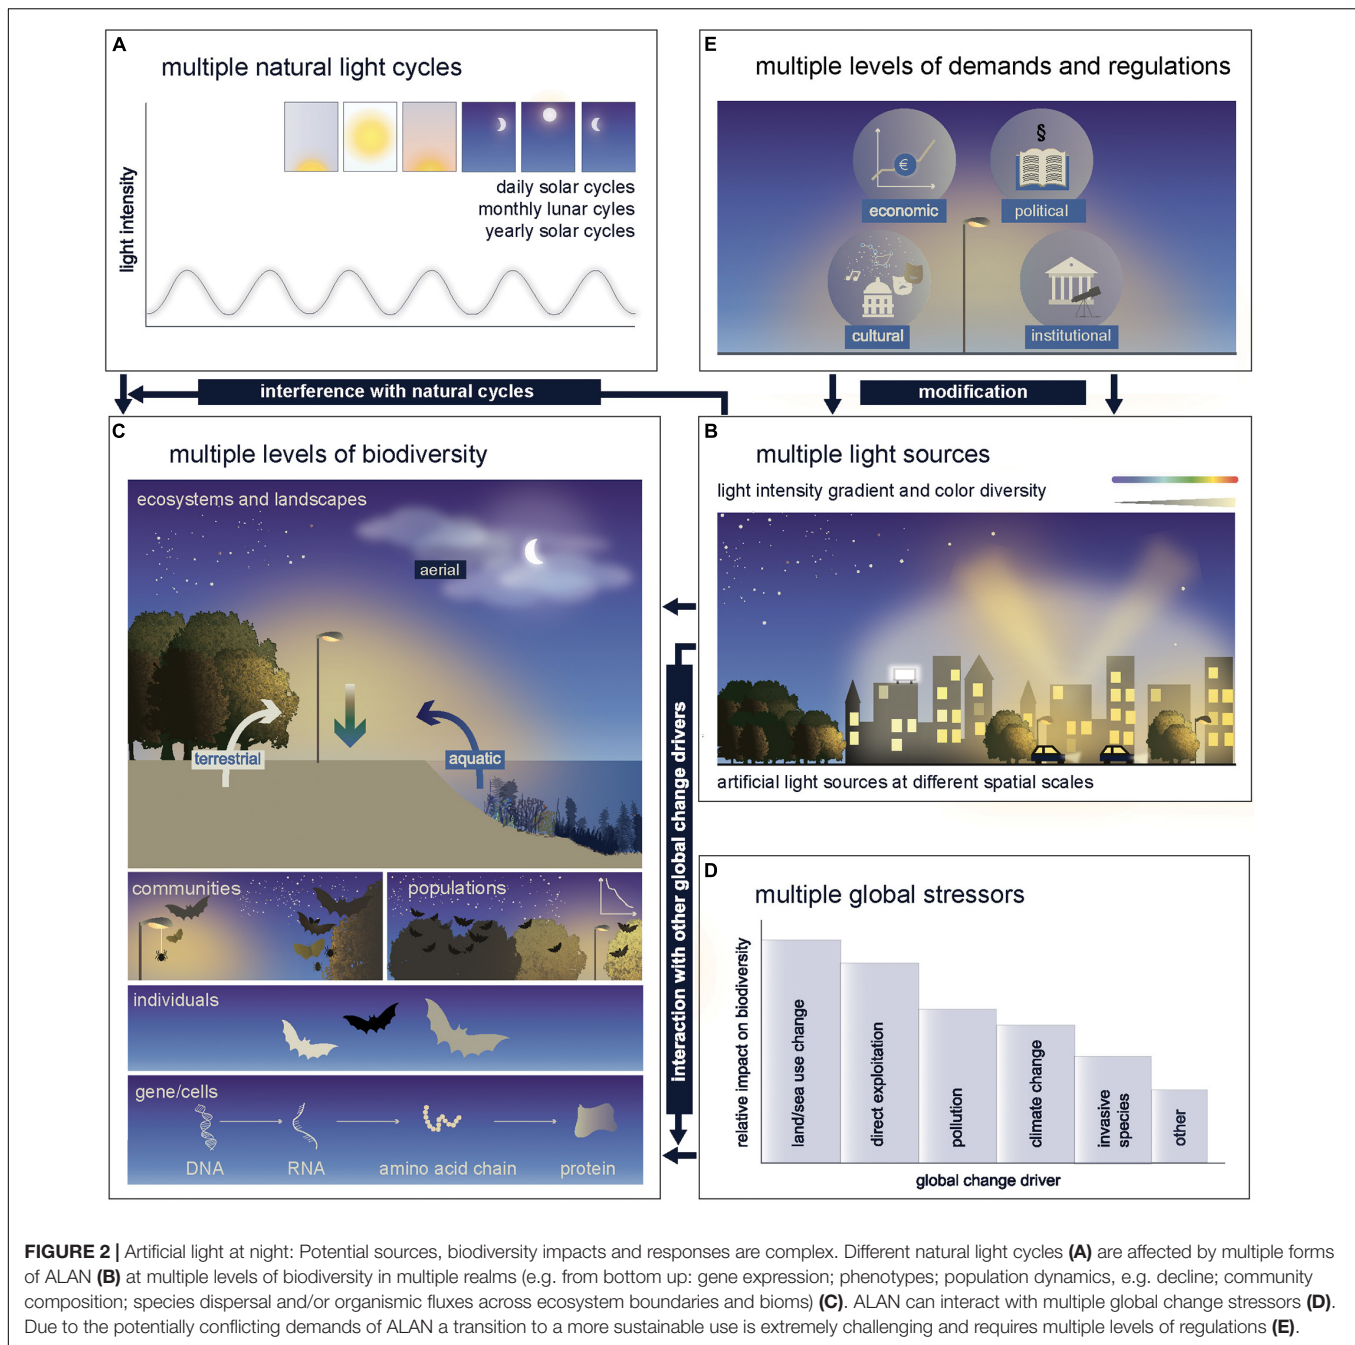 A
multiple natural light cycles
light intensity
daily solar cycles
monthly lunar cyles
yearly solar cycles
E
multiple levels of demands and regulations
€
§
economic
political
cultural
institutional
interference with natural cycles
modification
C
multiple levels of biodiversity
ecosystems and landscapes
aerial
terrestrial
aquatic
communities
populations
individuals
gene/cells
DNA
RNA
amino acid chain
protein
interaction with other global change drivers
B
multiple light sources
light intensity gradient and color diversity
artificial light sources at different spatial scales
D
multiple global stressors
relative impact on biodiversity
land/sea use change
direct exploitation
pollution
climate change
invasive
species
other
global change driver
FIGURE 2 | Artificial light at night: Potential sources, biodiversity impacts and responses are complex. Different natural light cycles (A) are affected by multiple forms
of ALAN (B) at multiple levels of biodiversity in multiple realms (e.g. from bottom up: gene expression; phenotypes; population dynamics, e.g. decline; community
composition; species dispersal and/or organismic fluxes across ecosystem boundaries and bioms) (C). ALAN can interact with multiple global change stressors (D).
Due to the potentially conflicting demands of ALAN a transition to a more sustainable use is extremely challenging and requires multiple levels of regulations (E).